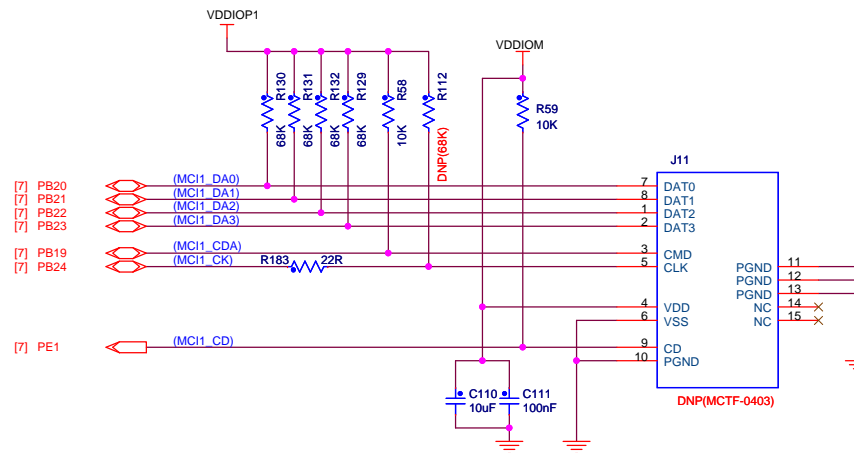 VDDIOP1
VDDIOM
R130
68K
R131
68K
R132
68K
R129
68K
R58
10K
R112
DNP(68K)
R59
10K
J11
[7] PB20 (MCI1_DA0) 7 DAT0
[7] PB21 (MCI1_DA1) 8 DAT1
[7] PB22 (MCI1_DA2) 1 DAT2
[7] PB23 (MCI1_DA3) 2 DAT3
[7] PB19 (MCI1_CDA) 3 CMD
[7] PB24 (MCI1_CK) R183 22R 5 CLK
PGND 11
PGND 12
PGND 13
4 VDD NC 14
6 VSS NC 15
[7] PE1 (MCI1_CD) 9 CD
10 PGND
C110
10uF
C111
100nF
DNP(MCTF-0403)